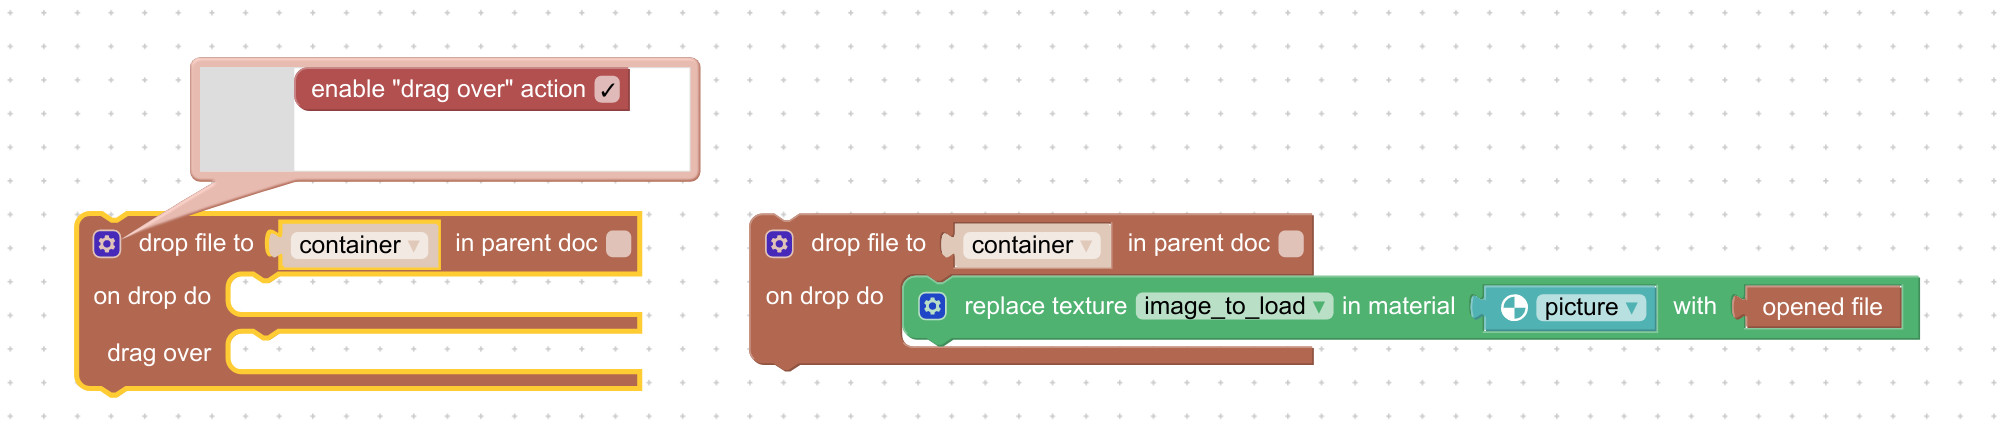 enable "drag over" action ✓
drop file to container ▾ in parent doc
on drop do
drag over
drop file to container ▾ in parent doc
on drop do replace texture image_to_load ▾ in material picture ▾ with opened file